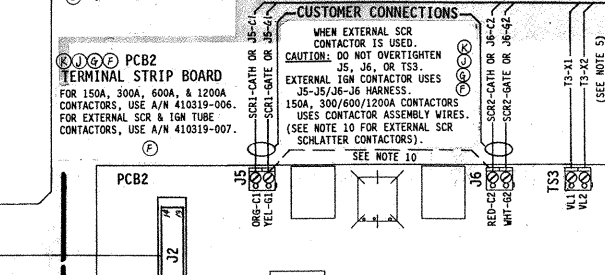 CUSTOMER CONNECTIONS
SCR1-CATH OR J5-C1
SCR1-GATE OR J5-G1
WHEN EXTERNAL SCR
CONTACTOR IS USED.
CAUTION: DO NOT OVERTIGHTEN
J5, J6, OR TS3.
EXTERNAL IGN CONTACTOR USES
J5-J5/J6-J6 HARNESS.
150A, 300/600/1200A CONTACTORS
USES CONTACTOR ASSEMBLY WIRES.
(SEE NOTE 10 FOR EXTERNAL SCR
SCHLATTER CONTACTORS).
K
J
G
F
SCR2-CATH OR J6-C2
SCR2-GATE OR J6-G2
T3-X1
T3-X2
(SEE NOTE 5)
K J G F PCB2
TERMINAL STRIP BOARD
FOR 150A, 300A, 600A, & 1200A
CONTACTORS, USE A/N 410319-006.
FOR EXTERNAL SCR & IGN TUBE
CONTACTORS, USE A/N 410319-007.
F
SEE NOTE 10
PCB2
J5
ORG-C1
YEL-G1
J6
RED-C2
WHT-G2
TS3
VL1
VL2
J2